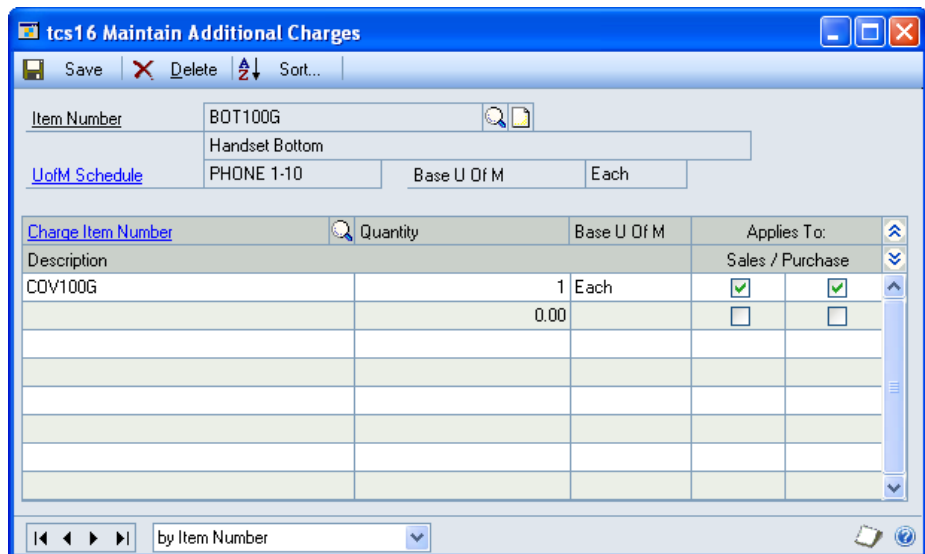 tcs16 Maintain Additional Charges
Save Delete Sort...
Item Number BOT100G
Handset Bottom
UofM Schedule PHONE 1-10 Base U Of M Each
Charge Item Number Quantity Base U Of M Applies To:
Description Sales / Purchase
COV100G 1 Each
0.00
by Item Number